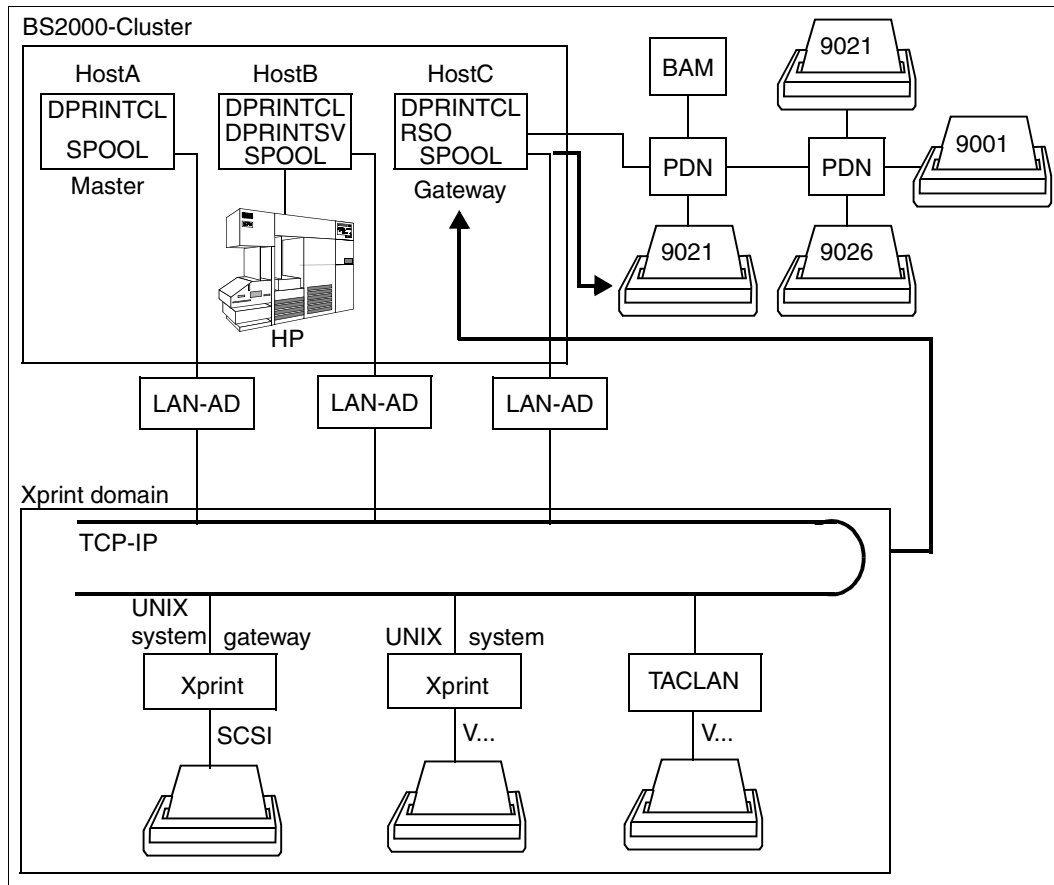 BS2000-Cluster
HostA
HostB
HostC
DPRINTCL
SPOOL
Master
DPRINTCL
DPRINTSV
SPOOL
HP
DPRINTCL
RSO
SPOOL
Gateway
BAM
9021
PDN
PDN
9001
9021
9026
LAN-AD
LAN-AD
LAN-AD
Xprint domain
TCP-IP
UNIX
system gateway
UNIX system
Xprint
Xprint
TACLAN
SCSI
V...
V...